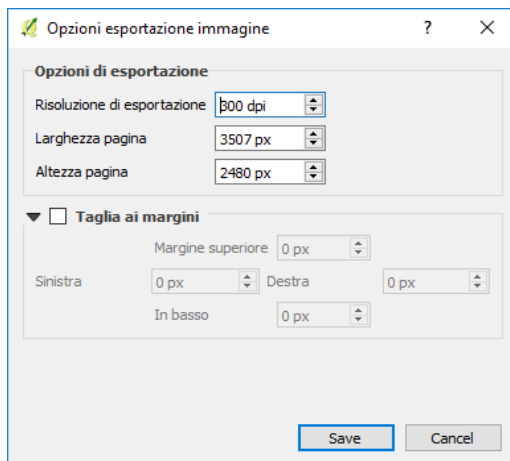 Opzioni esportazione immagine ? ×
Opzioni di esportazione
Risoluzione di esportazione 300 dpi
Larghezza pagina 3507 px
Altezza pagina 2480 px
Taglia ai margini
Margine superiore 0 px
Sinistra 0 px Destra 0 px
In basso 0 px
Save Cancel